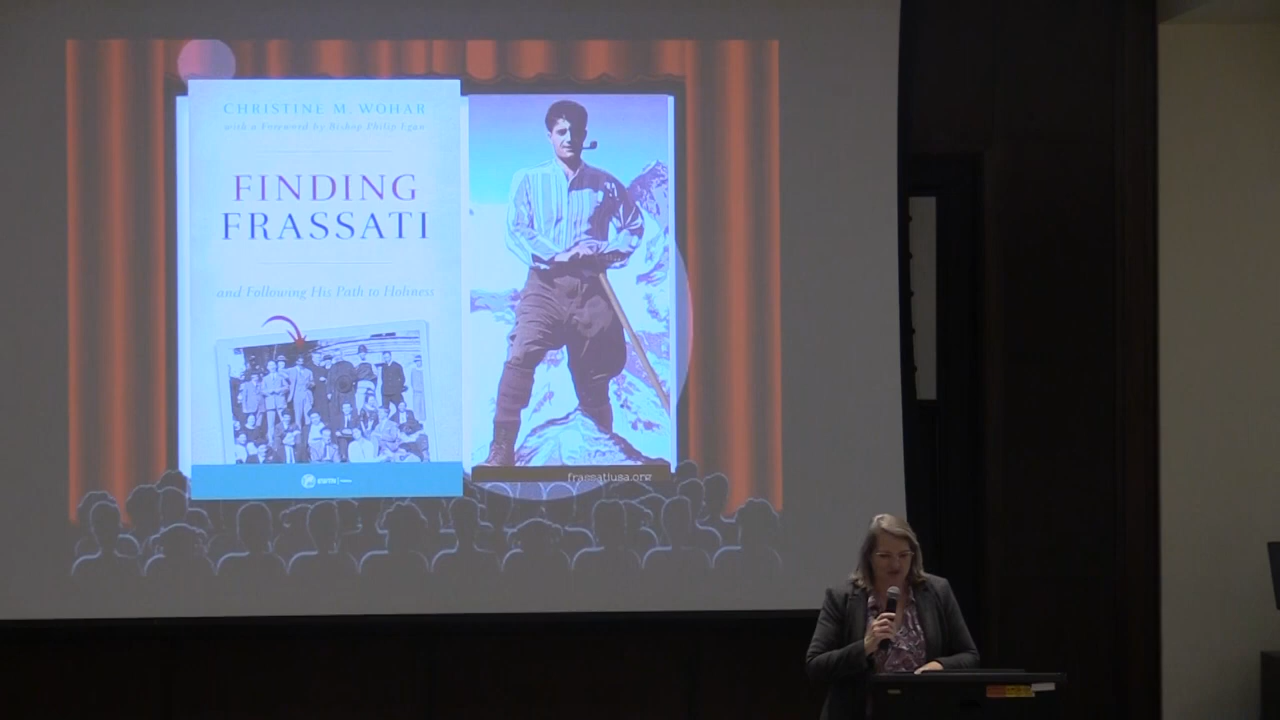 CHRISTINE M. WOHAR
with a Foreword by Bishop Philip Egan
FINDING
FRASSATI
and Following His Path to Holiness
frassatiusa.org